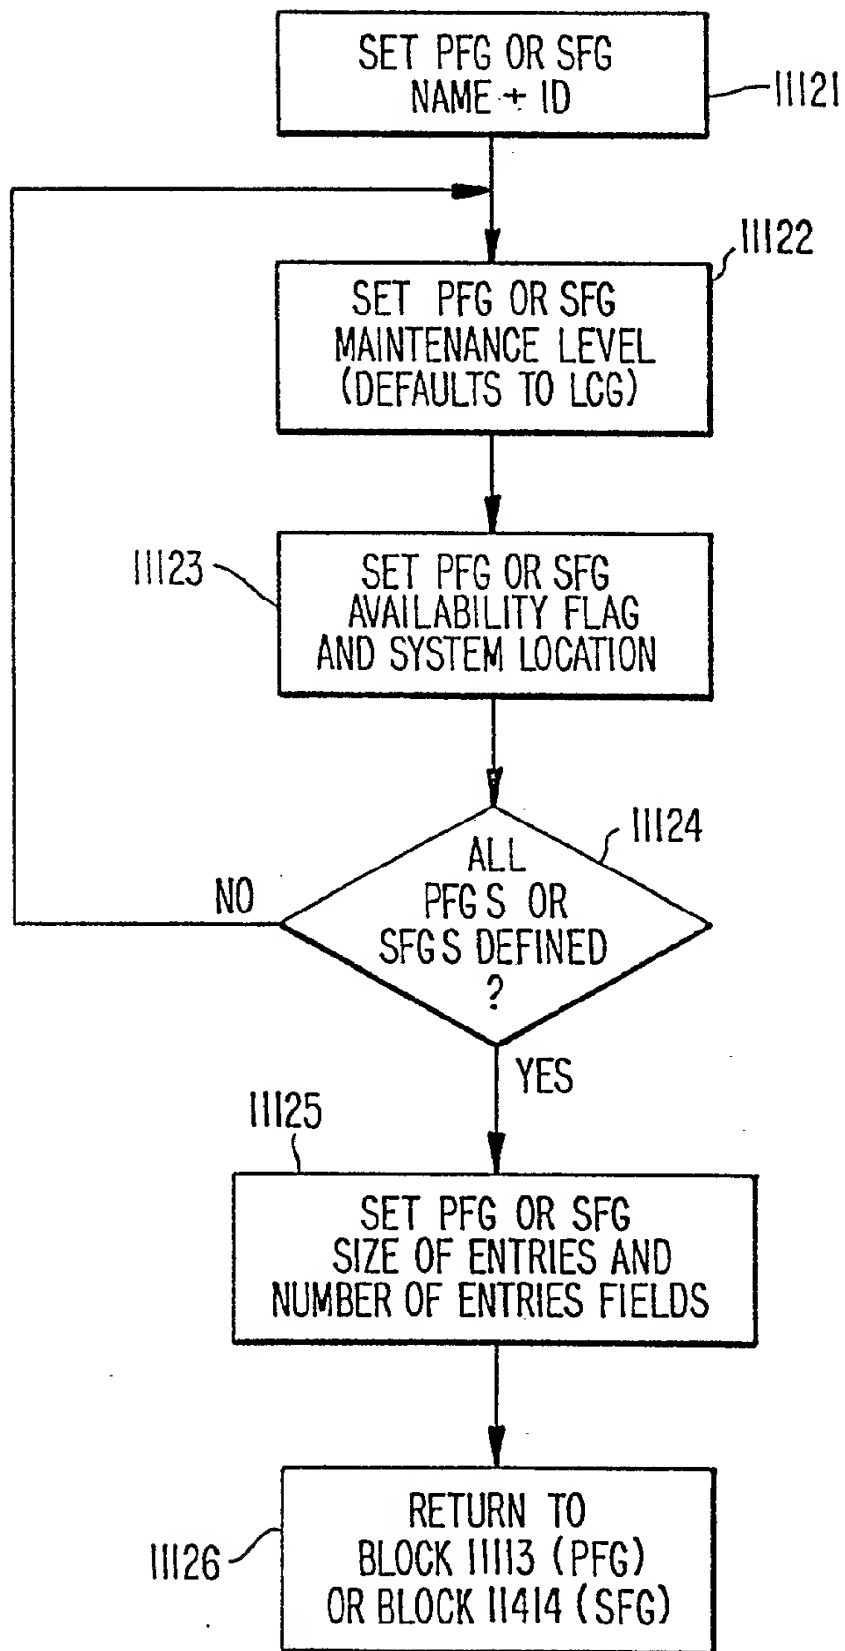 SET PFG OR SFG
NAME + ID
11121
11122
SET PFG OR SFG
MAINTENANCE LEVEL
(DEFAULTS TO LCG)
11123
SET PFG OR SFG
AVAILABILITY FLAG
AND SYSTEM LOCATION
11124
ALL
PFGS OR
SFGS DEFINED
?
NO
YES
11125
SET PFG OR SFG
SIZE OF ENTRIES AND
NUMBER OF ENTRIES FIELDS
11126
RETURN TO
BLOCK 11113 (PFG)
OR BLOCK 11414 (SFG)